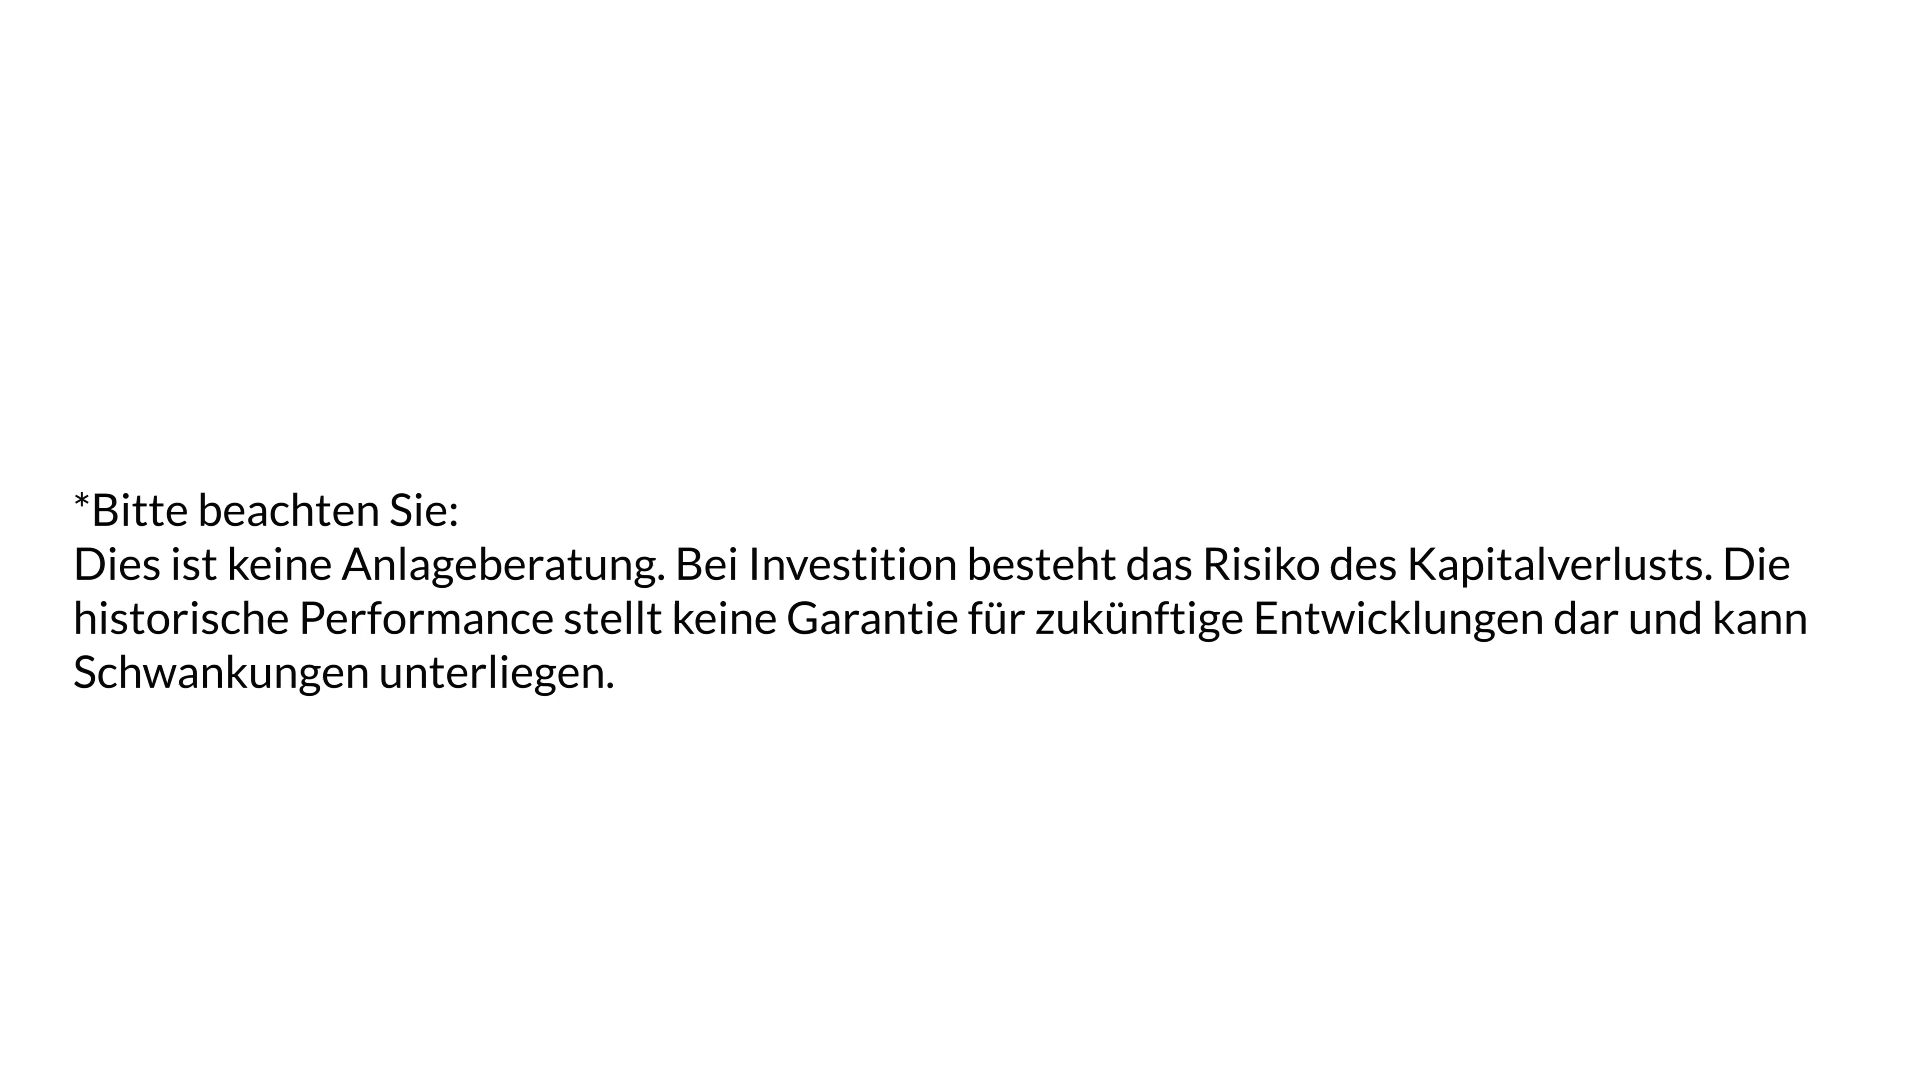 *Bitte beachten Sie:
Dies ist keine Anlageberatung. Bei Investition besteht das Risiko des Kapitalverlusts. Die
historische Performance stellt keine Garantie für zukünftige Entwicklungen dar und kann
Schwankungen unterliegen.